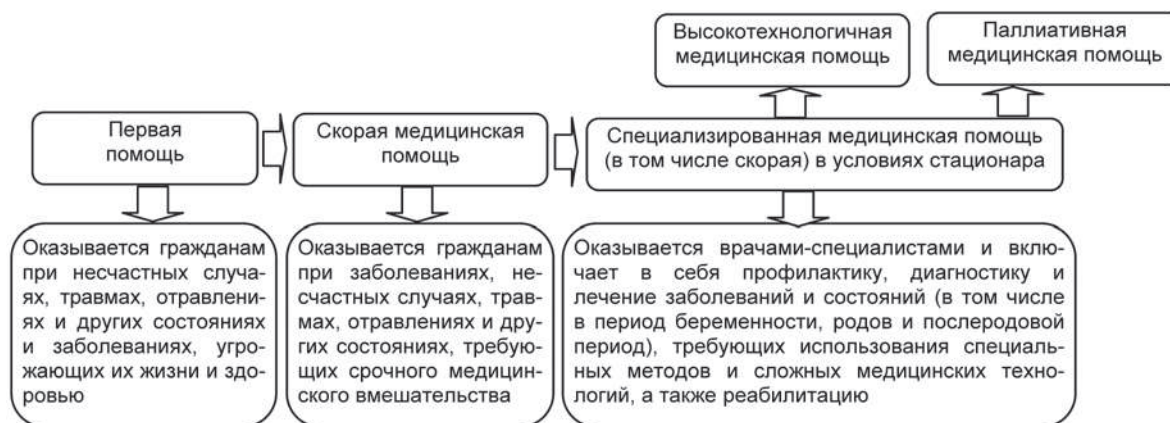 Высокотехнологичная
медицинская помощь
Паллиативная
медицинская помощь
Первая
помощь
Скорая медицинская
помощь
Специализированная медицинская помощь
(в том числе скорая) в условиях стационара
Оказывается гражданам
при несчастных случа-
ях, травмах, отравлени-
ях и других состояниях
и заболеваниях, угро-
жающих их жизни и здо-
ровью
Оказывается гражданам
при заболеваниях, не-
счастных случаях, трав-
мах, отравлениях и дру-
гих состояниях, требую-
щих срочного медицин-
ского вмешательства
Оказывается врачами-специалистами и вклю-
чает в себя профилактику, диагностику и
лечение заболеваний и состояний (в том числе
в период беременности, родов и послеродовой
период), требующих использования специаль-
ных методов и сложных медицинских техно-
логий, а также реабилитацию